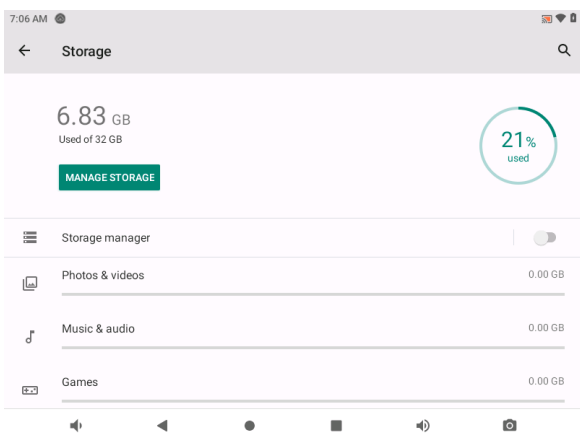 7:06 AM
Storage
6.83 GB
Used of 32 GB
21%
used
MANAGE STORAGE
Storage manager
Photos & videos
0.00 GB
Music & audio
0.00 GB
Games
0.00 GB